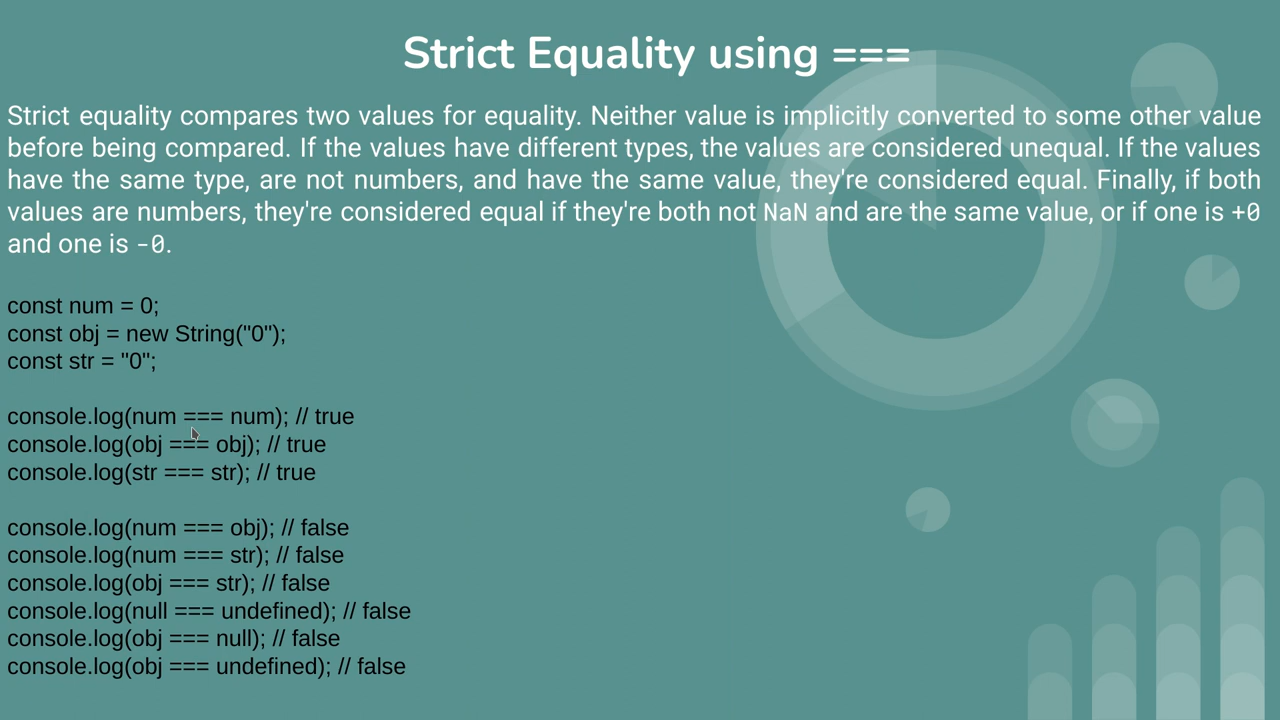 Strict Equality using ===
Strict equality compares two values for equality. Neither value is implicitly converted to some other value
before being compared. If the values have different types, the values are considered unequal. If the values
have the same type, are not numbers, and have the same value, they're considered equal. Finally, if both
values are numbers, they're considered equal if they're both not NaN and are the same value, or if one is +0
and one is -0.
const num = 0;
const obj = new String("0");
const str = "0";
console.log(num === num); // true
console.log(obj === obj); // true
console.log(str === str); // true
console.log(num === obj); // false
console.log(num === str); // false
console.log(obj === str); // false
console.log(null === undefined); // false
console.log(obj === null); // false
console.log(obj === undefined); // false